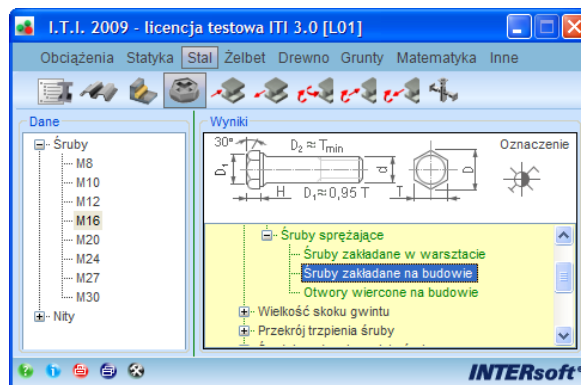 I.T.I. 2009 - licencja testowa ITI 3.0 [L01]
Obciążenia Statyka Stal Żelbet Drewno Grunty Matematyka Inne
Dane
Śruby
M8
M10
M12
M16
M20
M24
M27
M30
Nity
Wyniki
30° T D₂ ≈ Tmin Oznaczenie
D₁ d D
H D₁≈0,95 T T
Śruby sprężające
Śruby zakładane w warsztacie
Śruby zakładane na budowie
Otwory wiercone na budowie
Wielkość skoku gwintu
Przekrój trzpienia śruby
INTERsoft